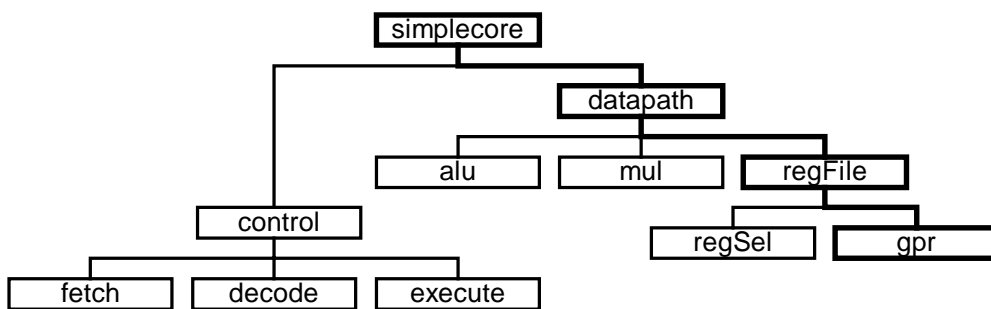 simplecore
datapath
alu
mul
regFile
control
regSel
gpr
fetch
decode
execute